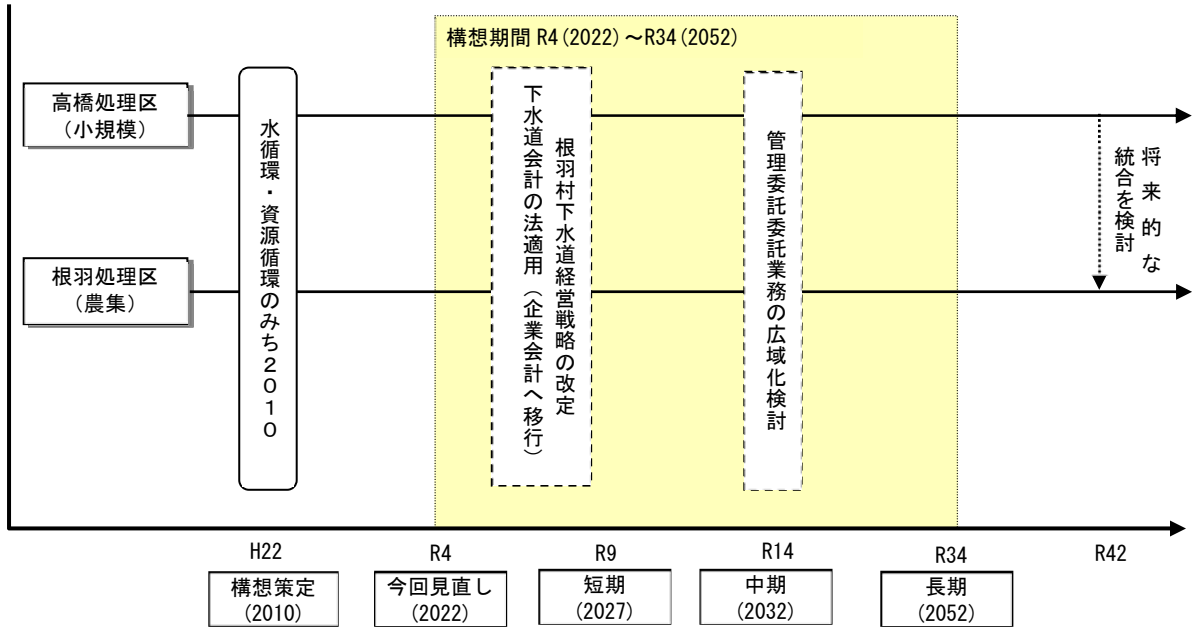 構想期間 R4(2022)~R34(2052)
高橋処理区
(小規模)
根羽処理区
(農集)
水循環・資源循環のみち2010
根羽村下水道経営戦略の改定
下水道会計の法適用(企業会計へ移行)
管理委託委託業務の広域化検討
将来的な
統合を検討
H22
R4
R9
R14
R34
R42
構想策定
(2010)
今回見直し
(2022)
短期
(2027)
中期
(2032)
長期
(2052)